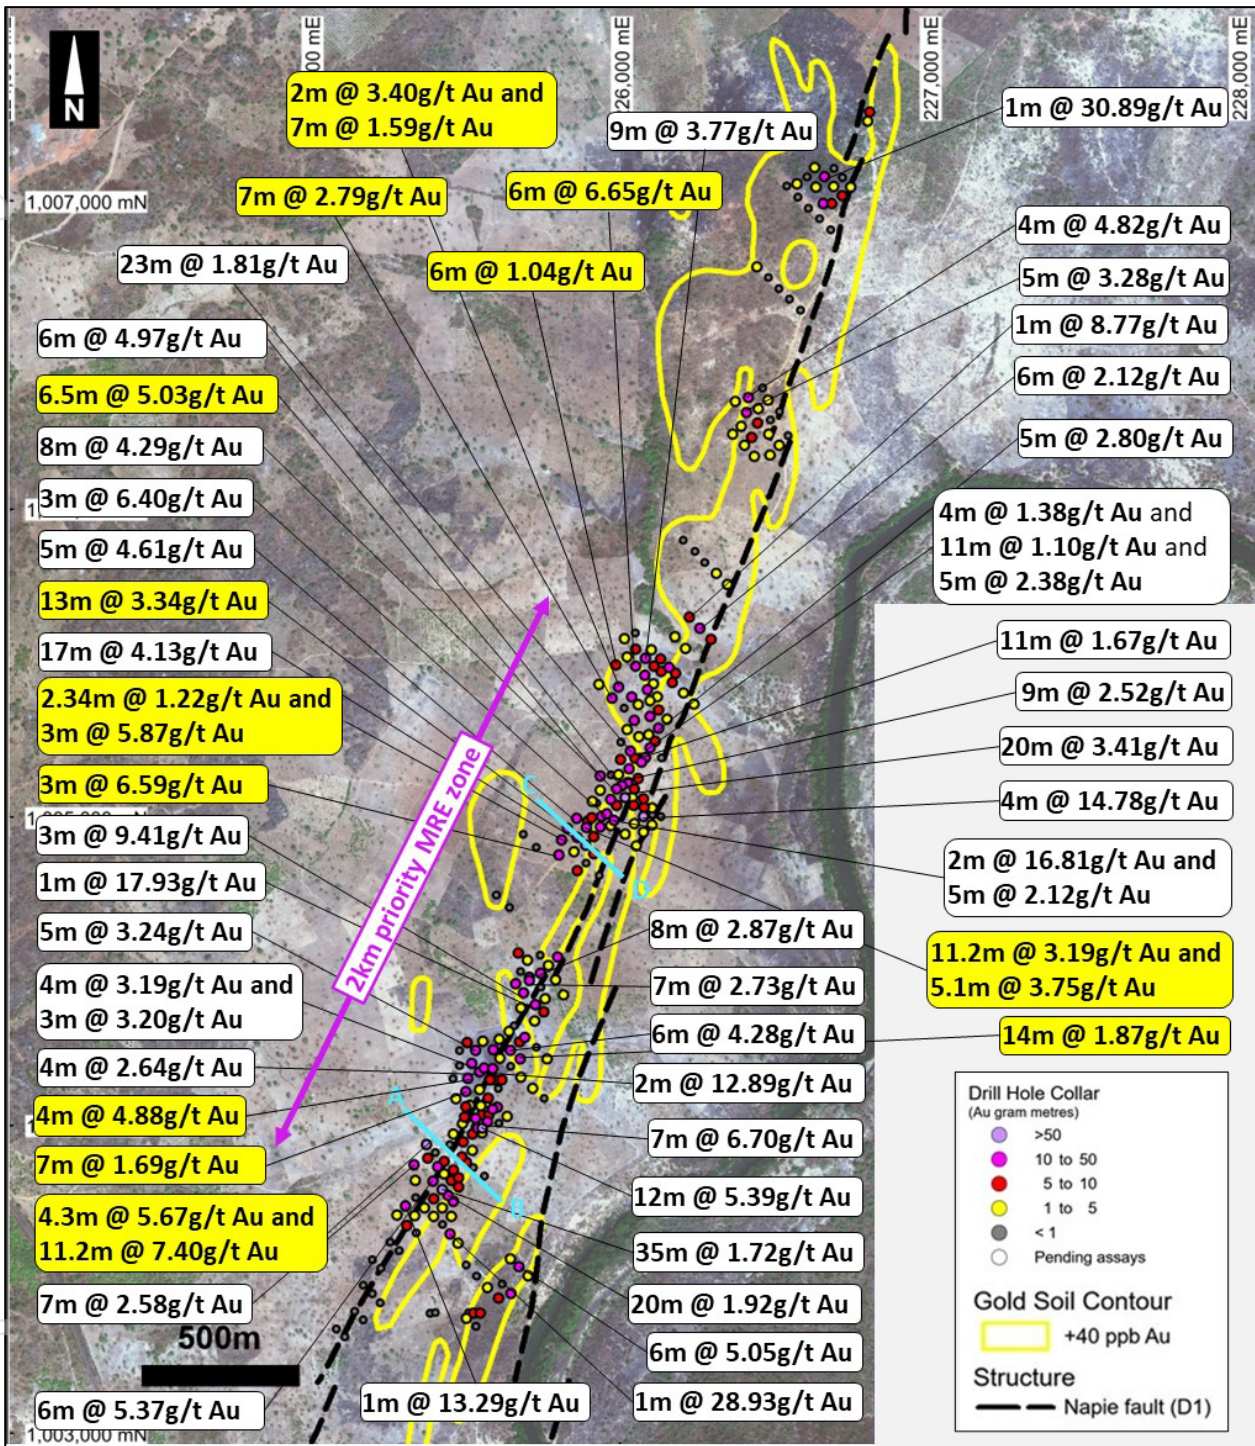 N
226,000 mE
227,000 mE
228,000 mE
1,007,000 mN
2m @ 3.40g/t Au and
7m @ 1.59g/t Au
9m @ 3.77g/t Au
1m @ 30.89g/t Au
7m @ 2.79g/t Au
6m @ 6.65g/t Au
23m @ 1.81g/t Au
6m @ 1.04g/t Au
4m @ 4.82g/t Au
5m @ 3.28g/t Au
1m @ 8.77g/t Au
6m @ 2.12g/t Au
5m @ 2.80g/t Au
4m @ 1.38g/t Au and
11m @ 1.10g/t Au and
5m @ 2.38g/t Au
6m @ 4.97g/t Au
6.5m @ 5.03g/t Au
8m @ 4.29g/t Au
3m @ 6.40g/t Au
5m @ 4.61g/t Au
13m @ 3.34g/t Au
17m @ 4.13g/t Au
2.34m @ 1.22g/t Au and
3m @ 5.87g/t Au
3m @ 6.59g/t Au
3m @ 9.41g/t Au
1m @ 17.93g/t Au
5m @ 3.24g/t Au
4m @ 3.19g/t Au and
3m @ 3.20g/t Au
4m @ 2.64g/t Au
4m @ 4.88g/t Au
7m @ 1.69g/t Au
4.3m @ 5.67g/t Au and
11.2m @ 7.40g/t Au
7m @ 2.58g/t Au
500m
6m @ 5.37g/t Au
1,003,000 mN
2km priority MRE zone
C
D
A
B
11m @ 1.67g/t Au
9m @ 2.52g/t Au
20m @ 3.41g/t Au
4m @ 14.78g/t Au
2m @ 16.81g/t Au and
5m @ 2.12g/t Au
11.2m @ 3.19g/t Au and
5.1m @ 3.75g/t Au
14m @ 1.87g/t Au
8m @ 2.87g/t Au
7m @ 2.73g/t Au
6m @ 4.28g/t Au
2m @ 12.89g/t Au
7m @ 6.70g/t Au
12m @ 5.39g/t Au
35m @ 1.72g/t Au
20m @ 1.92g/t Au
6m @ 5.05g/t Au
1m @ 28.93g/t Au
1m @ 13.29g/t Au
Drill Hole Collar
(Au gram metres)
>50
10 to 50
5 to 10
1 to 5
< 1
Pending assays
Gold Soil Contour
+40 ppb Au
Structure
Napie fault (D1)